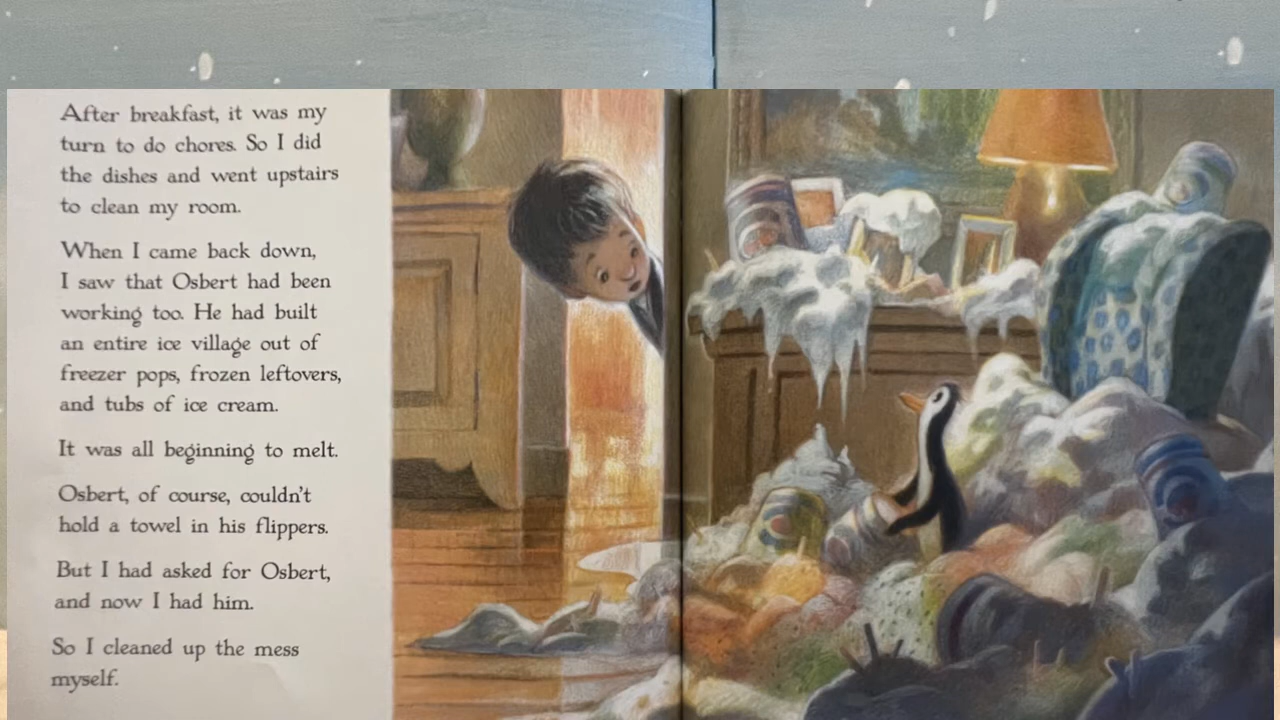 After breakfast, it was my
turn to do chores. So I did
the dishes and went upstairs
to clean my room.
When I came back down,
I saw that Osbert had been
working too. He had built
an entire ice village out of
freezer pops, frozen leftovers,
and tubs of ice cream.
It was all beginning to melt.
Osbert, of course, couldn't
hold a towel in his flippers.
But I had asked for Osbert,
and now I had him.
So I cleaned up the mess
myself.